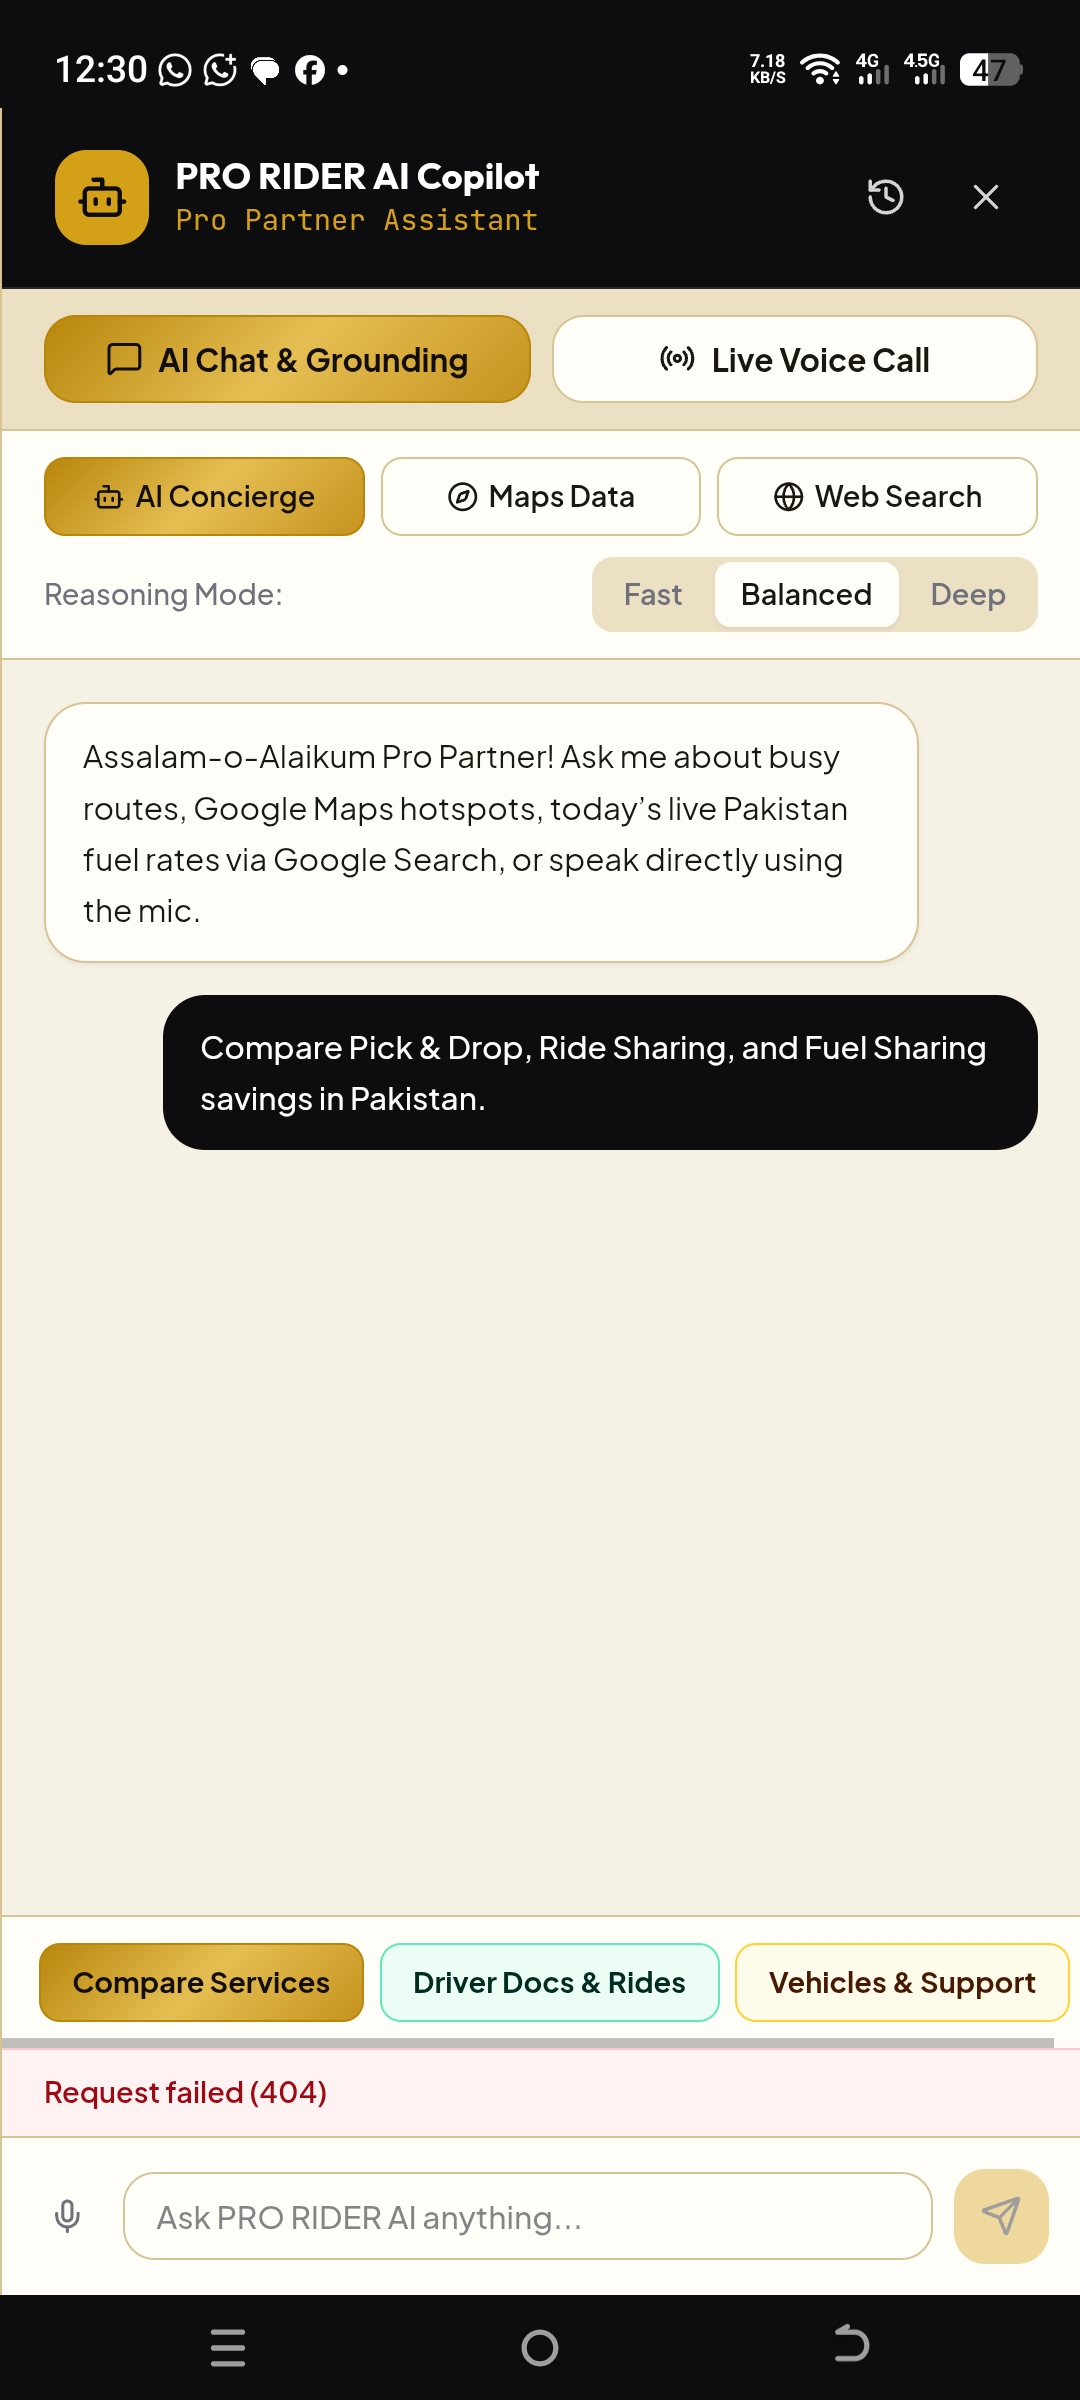 12:30
7.18 KB/S 4G 4.5G 47
PRO RIDER AI Copilot
Pro Partner Assistant
AI Chat & Grounding
Live Voice Call
AI Concierge
Maps Data
Web Search
Reasoning Mode:
Fast
Balanced
Deep
Assalam-o-Alaikum Pro Partner! Ask me about busy
routes, Google Maps hotspots, today’s live Pakistan
fuel rates via Google Search, or speak directly using
the mic.
Compare Pick & Drop, Ride Sharing, and Fuel Sharing
savings in Pakistan.
Compare Services
Driver Docs & Rides
Vehicles & Support
Request failed (404)
Ask PRO RIDER AI anything...